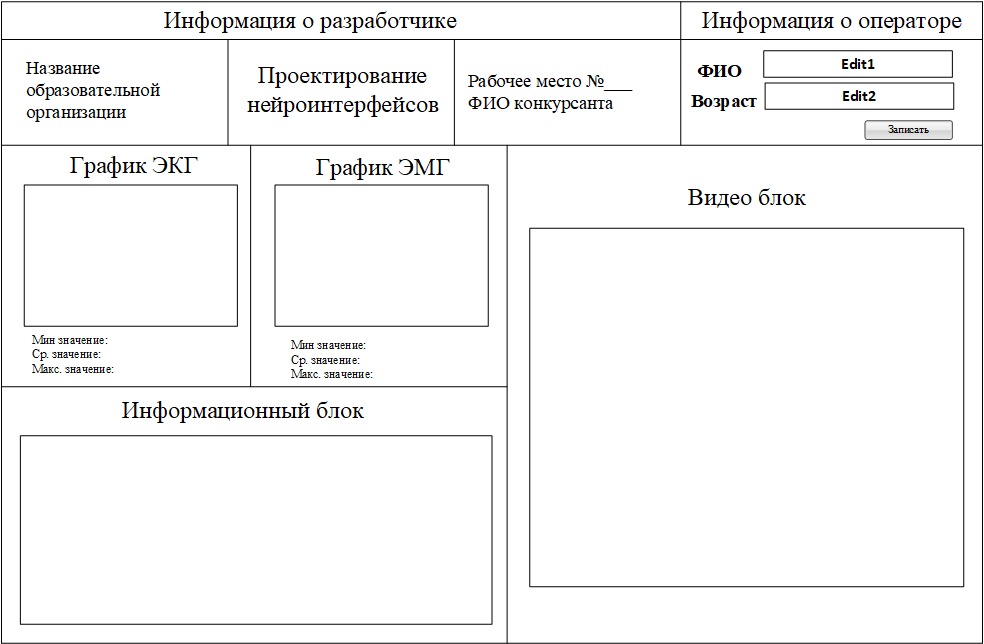 Информация о разработчике
Информация о операторе
Название
образовательной
организации
Проектирование
нейроинтерфейсов
Рабочее место №___
ФИО конкурсанта
ФИО
Edit1
Возраст
Edit2
Записать
График ЭКГ
График ЭМГ
Видео блок
Мин значение:
Ср. значение:
Макс. значение:
Мин значение:
Ср. значение:
Макс. значение:
Информационный блок